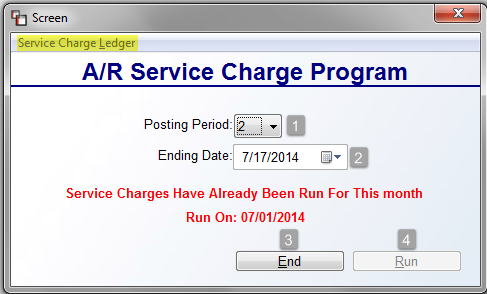 Screen
Service Charge Ledger
A/R Service Charge Program
Posting Period: 2 1
Ending Date: 7/17/2014 2
Service Charges Have Already Been Run For This month
Run On: 07/01/2014
3 4
End Run